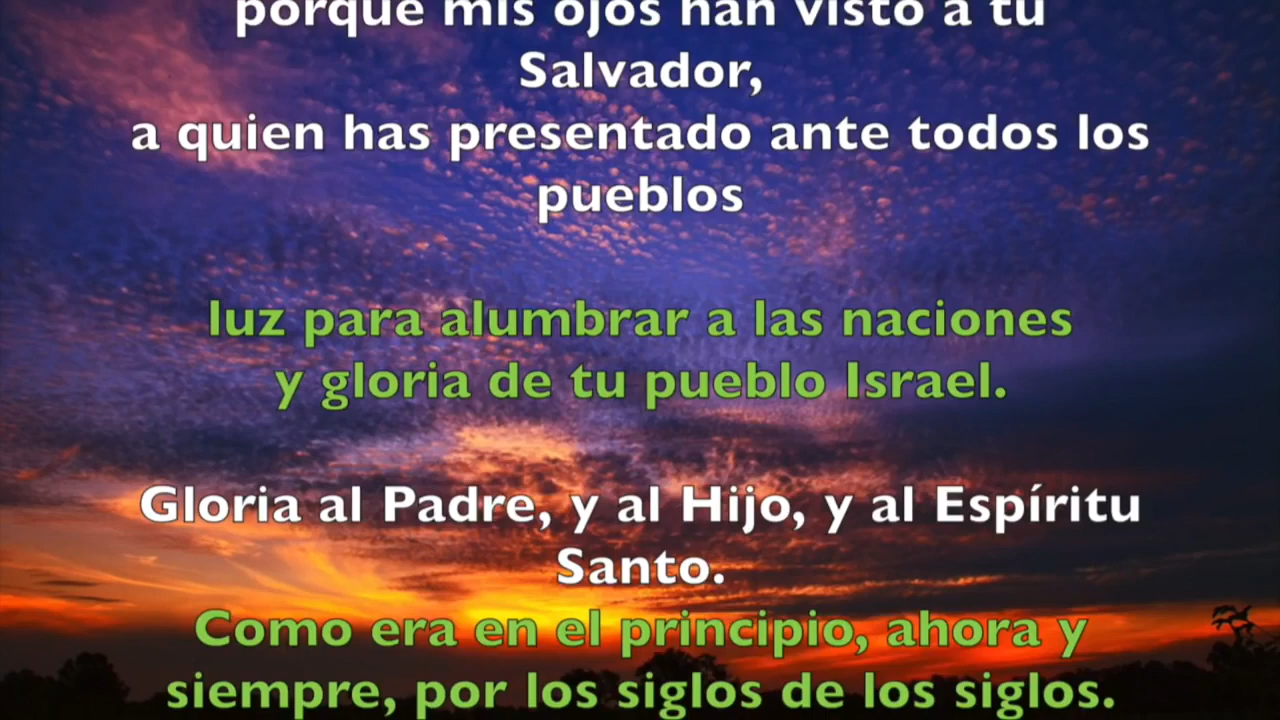 porque mis ojos han visto a tu
Salvador,
a quien has presentado ante todos los
pueblos
luz para alumbrar a las naciones
y gloria de tu pueblo Israel.
Gloria al Padre, y al Hijo, y al Espíritu
Santo.
Como era en el principio, ahora y
siempre, por los siglos de los siglos.